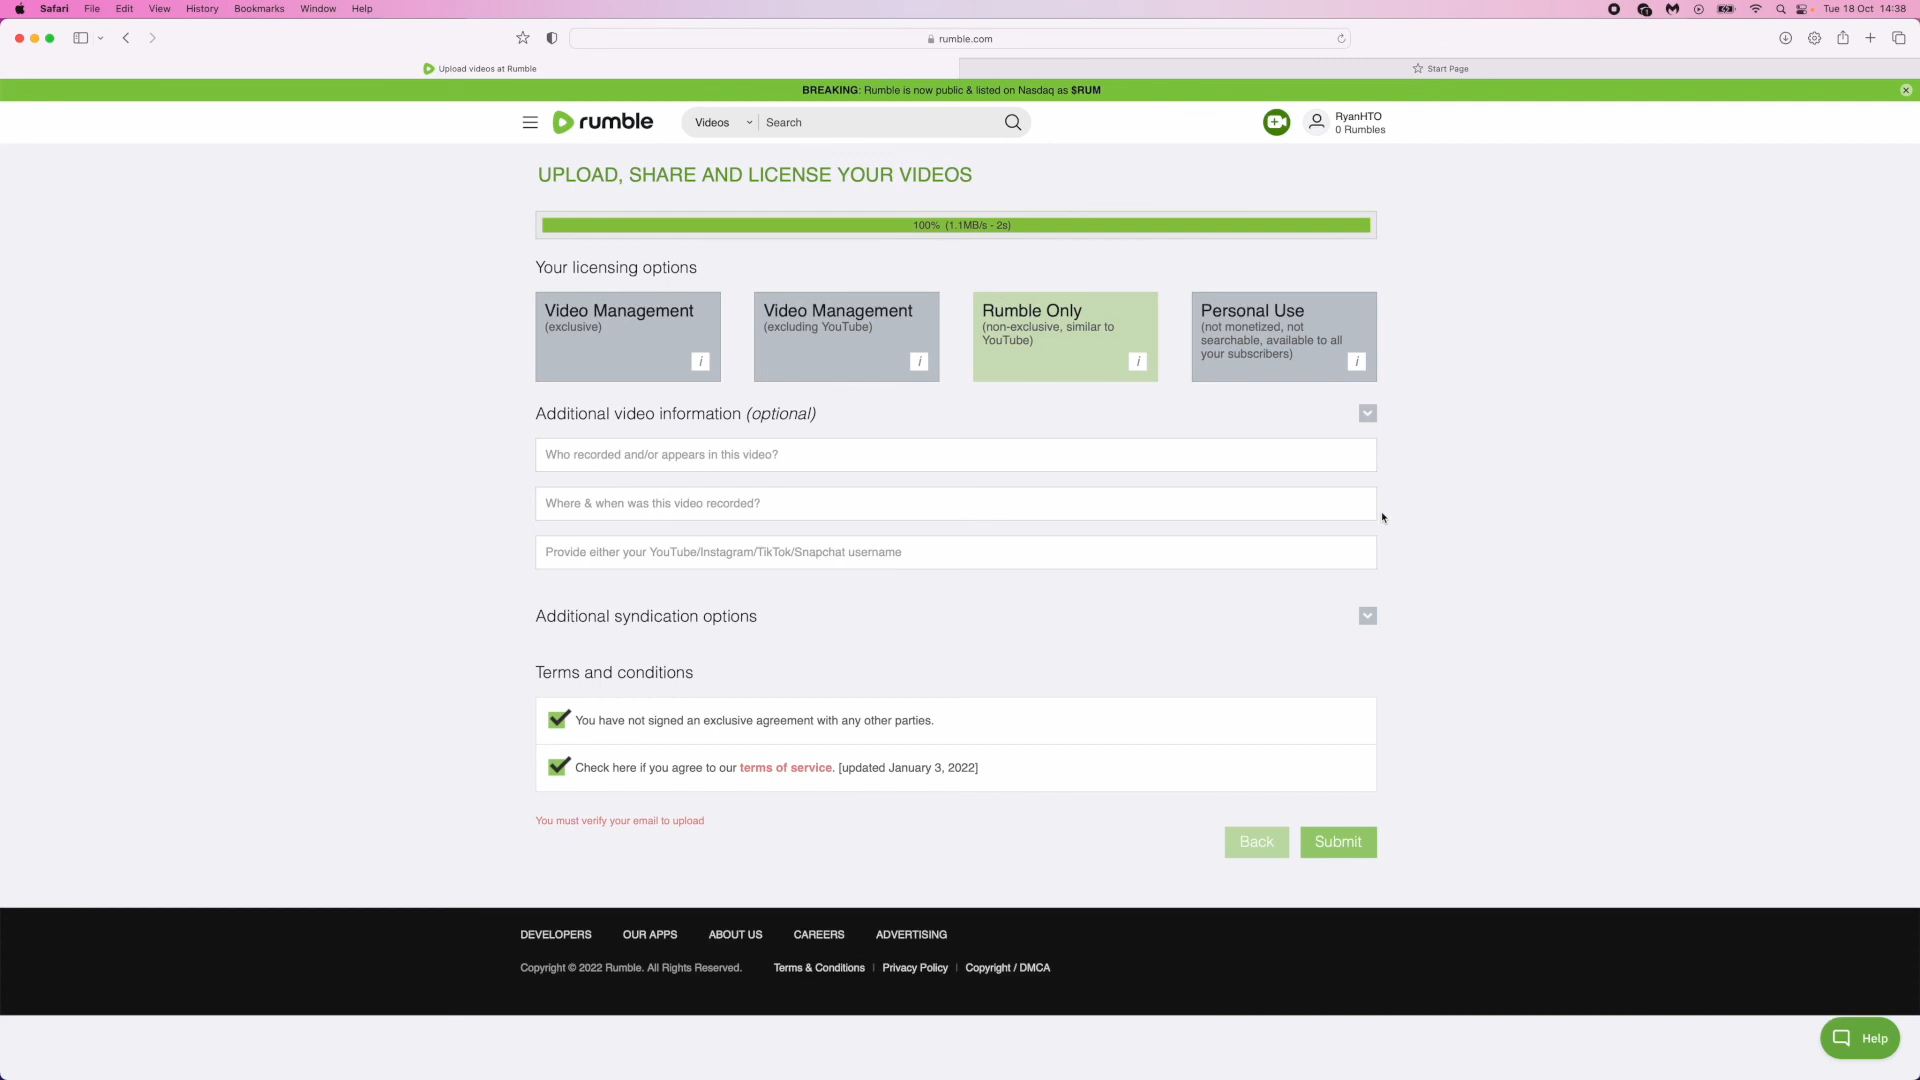 Safari File Edit View History Bookmarks Window Help Tue 18 Oct 14:38
rumble.com
Upload videos at Rumble Start Page
BREAKING: Rumble is now public & listed on Nasdaq as $RUM
rumble Videos Search RyanHTO
0 Rumbles
UPLOAD, SHARE AND LICENSE YOUR VIDEOS
100% (1.1MB/s - 2s)
Your licensing options
Video Management
(exclusive)
i
Video Management
(excluding YouTube)
i
Rumble Only
(non-exclusive, similar to
YouTube)
i
Personal Use
(not monetized, not
searchable, available to all
your subscribers)
i
Additional video information (optional)
Who recorded and/or appears in this video?
Where & when was this video recorded?
Provide either your YouTube/Instagram/TikTok/Snapchat username
Additional syndication options
Terms and conditions
You have not signed an exclusive agreement with any other parties.
Check here if you agree to our terms of service. [updated January 3, 2022]
You must verify your email to upload
Back Submit
DEVELOPERS OUR APPS ABOUT US CAREERS ADVERTISING
Copyright © 2022 Rumble. All Rights Reserved. Terms & Conditions | Privacy Policy | Copyright / DMCA
Help